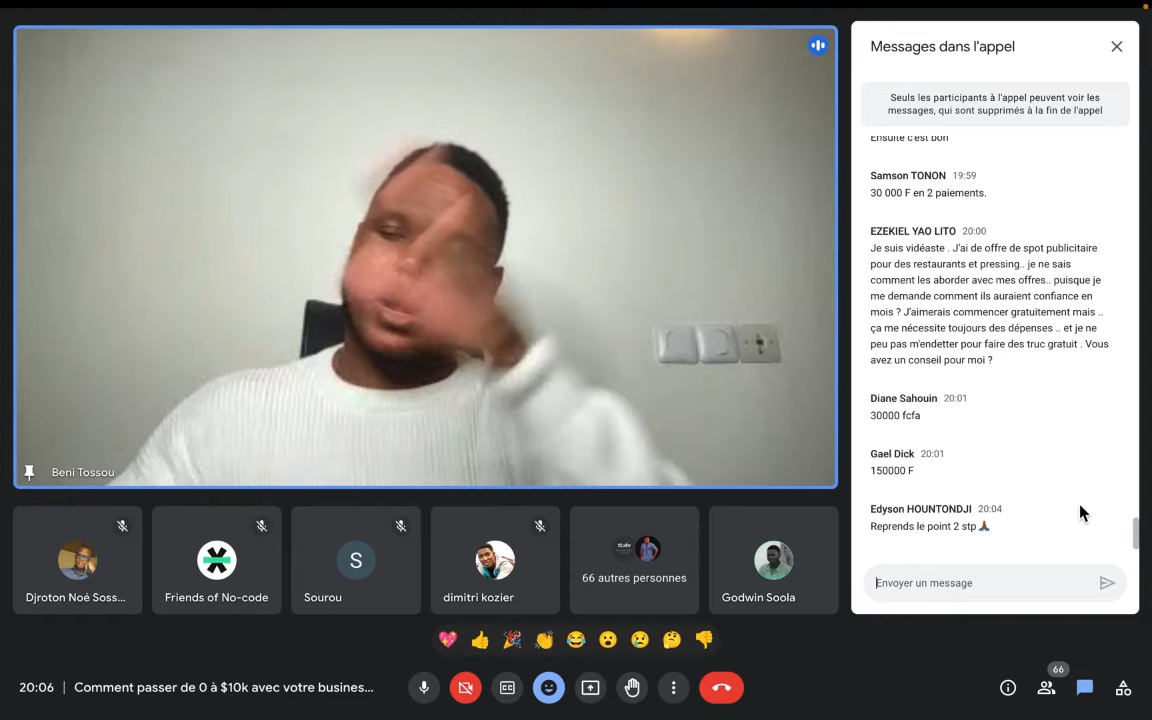 Messages dans l'appel
Seuls les participants à l'appel peuvent voir les
messages, qui sont supprimés à la fin de l'appel
Ensuite c'est bon
Samson TONON 19:59
30 000 F en 2 paiements.
EZEKIEL YAO LITO 20:00
Je suis vidéaste . J'ai de offre de spot publicitaire
pour des restaurants et pressing.. je ne sais
comment les aborder avec mes offres.. puisque je
me demande comment ils auraient confiance en
mois ? J'aimerais commencer gratuitement mais ..
ça me nécessite toujours des dépenses .. et je ne
peu pas m'endetter pour faire des truc gratuit . Vous
avez un conseil pour moi ?
Diane Sahouin 20:01
30000 fcfa
Gael Dick 20:01
150000 F
Edyson HOUNTONDJI 20:04
Reprends le point 2 stp 🙏🏿
Envoyer un message
Beni Tossou
Djroton Noé Soss...
Friends of No-code
S
Sourou
dimitri kozier
66 autres personnes
Godwin Soola
20:06 | Comment passer de 0 à $10k avec votre busines...
66